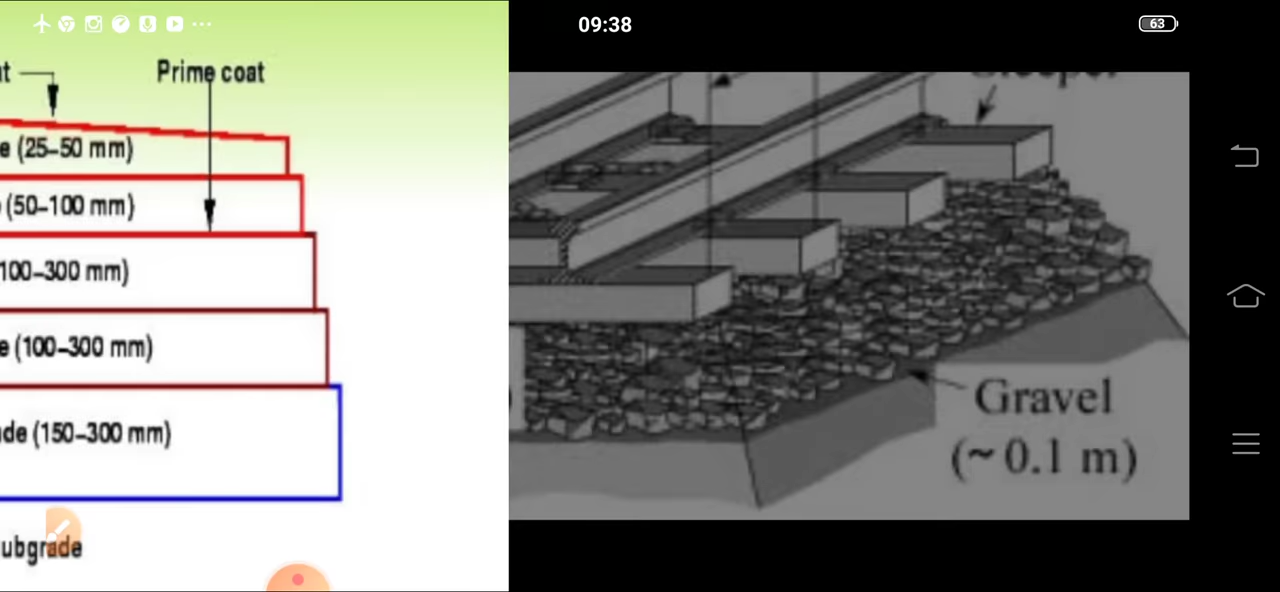 09:38
63
t
Prime coat
e (25–50 mm)
(50–100 mm)
100–300 mm)
e (100–300 mm)
de (150–300 mm)
ubgrade
Sleeper
Gravel
(~ 0.1 m)